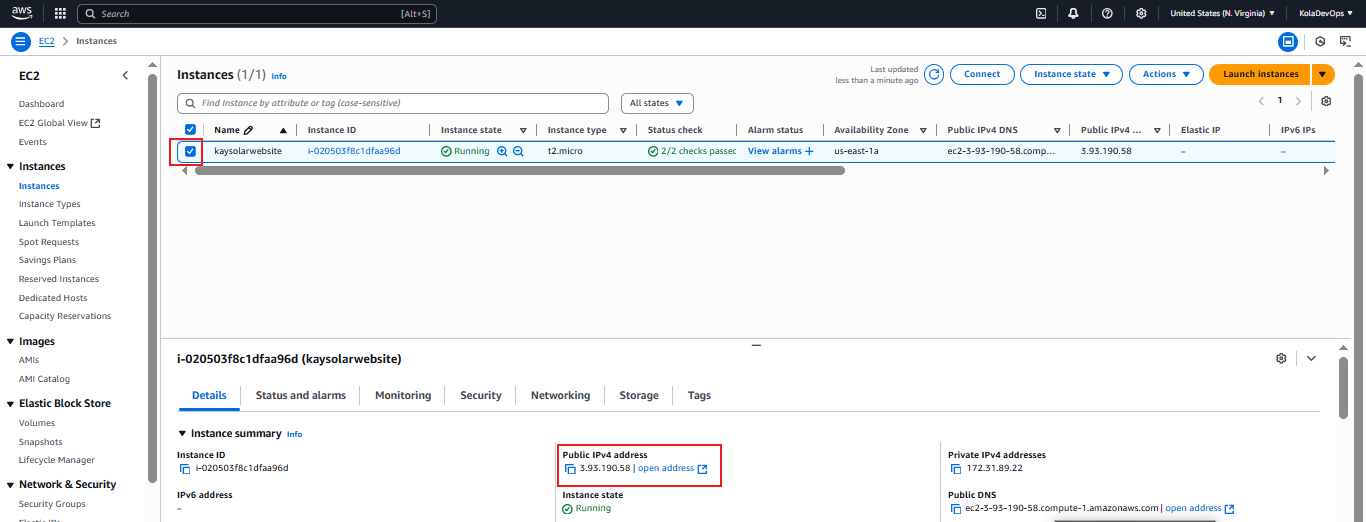 aws Search [Alt+S] United States (N. Virginia) KolaDevOps
EC2 > Instances
EC2
Dashboard
EC2 Global View
Events
Instances
Instances
Instance Types
Launch Templates
Spot Requests
Savings Plans
Reserved Instances
Dedicated Hosts
Capacity Reservations
Images
AMIs
AMI Catalog
Elastic Block Store
Volumes
Snapshots
Lifecycle Manager
Network & Security
Security Groups
Elastic IPs
Instances (1/1) Info
Last updated
less than a minute ago
Connect Instance state Actions Launch instances
Find Instance by attribute or tag (case-sensitive) All states
1
Name Instance ID Instance state Instance type Status check Alarm status Availability Zone Public IPv4 DNS Public IPv4 ... Elastic IP IPv6 IPs
kaysolarwebsite i-020503f8c1dfaa96d Running t2.micro 2/2 checks passec View alarms + us-east-1a ec2-3-93-190-58.comp... 3.93.190.58 – –
i-020503f8c1dfaa96d (kaysolarwebsite)
Details Status and alarms Monitoring Security Networking Storage Tags
Instance summary Info
Instance ID
i-020503f8c1dfaa96d
IPv6 address
–
Public IPv4 address
3.93.190.58 | open address
Instance state
Running
Private IPv4 addresses
172.31.89.22
Public DNS
ec2-3-93-190-58.compute-1.amazonaws.com | open address